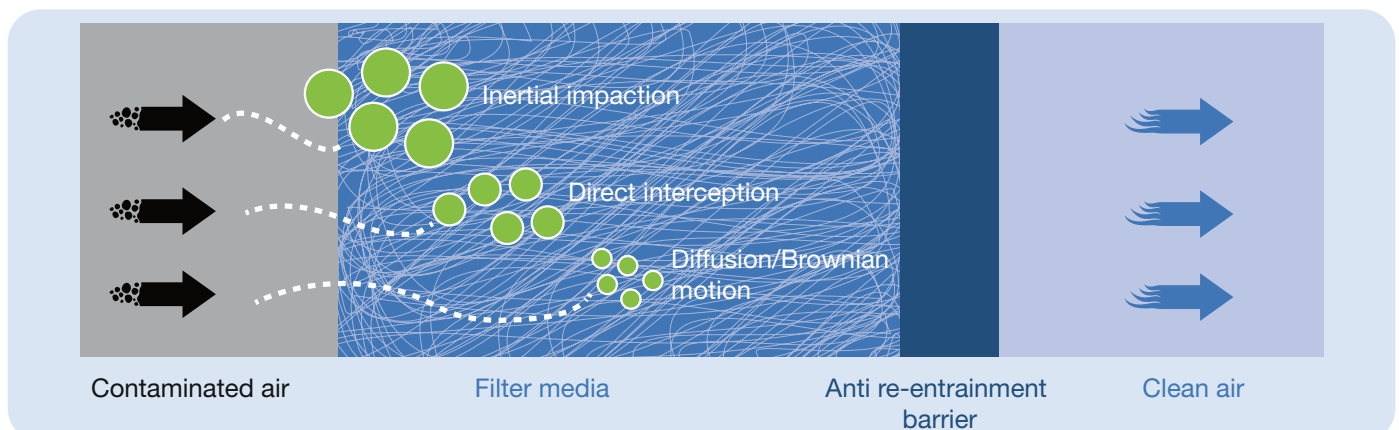 Inertial impaction
Direct interception
Diffusion/Brownian
motion
Contaminated air
Filter media
Anti re-entrainment
barrier
Clean air